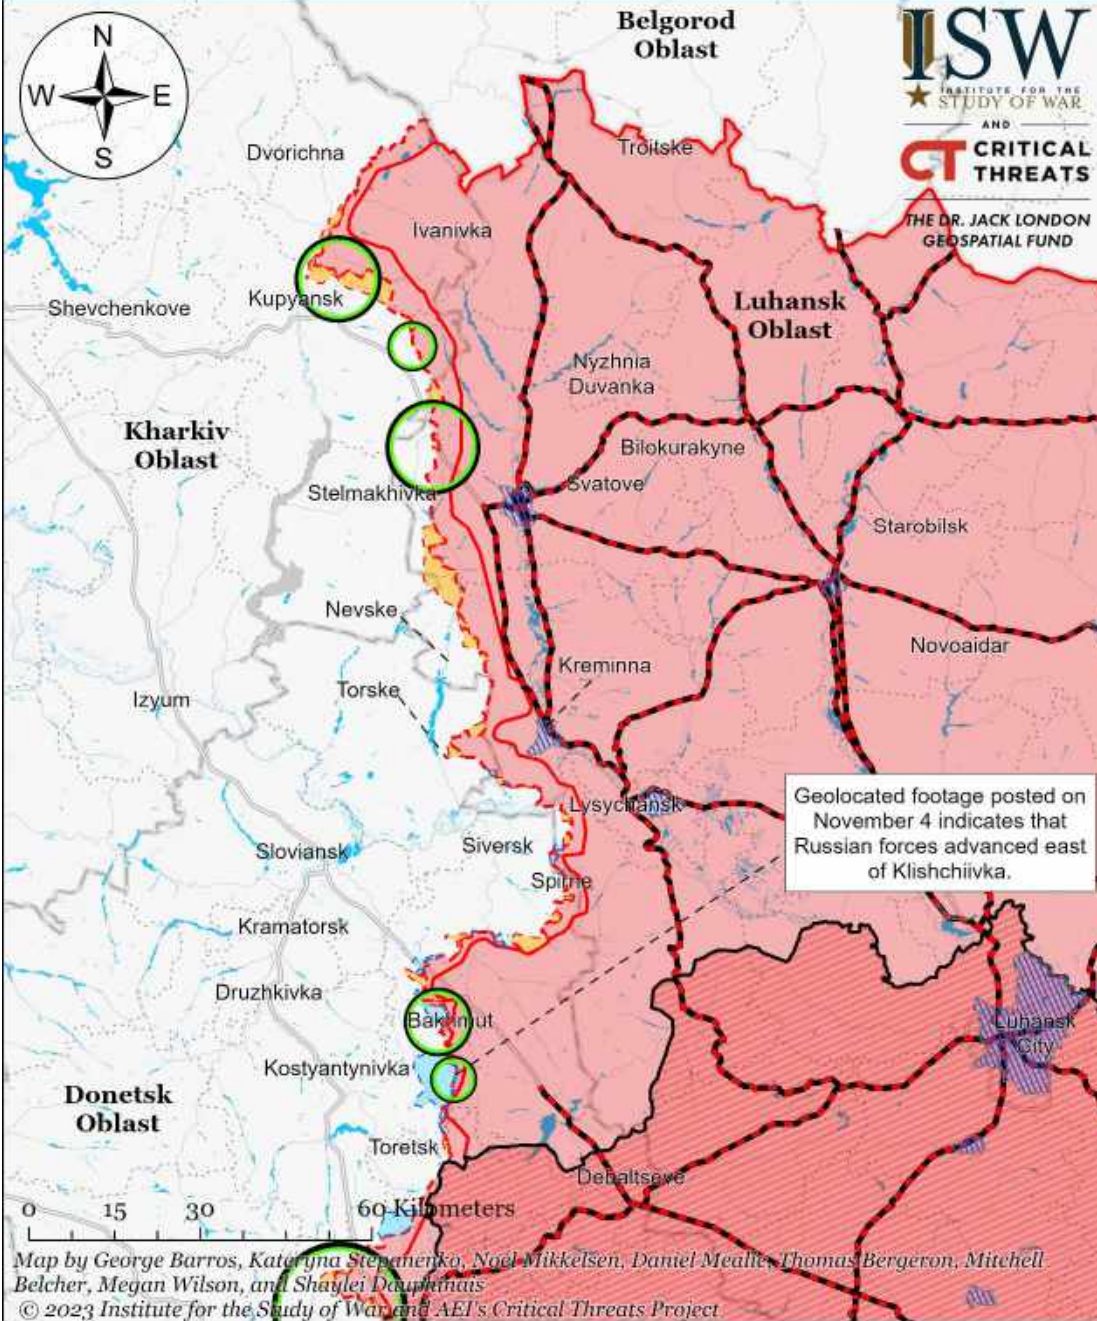 Belgorod
Oblast
ISW
INSTITUTE FOR THE
STUDY OF WAR
AND
CT CRITICAL
THREATS
THE DR. JACK LONDON
GEOSPATIAL FUND
N
W E
S
Dvorichna
Troitske
Ivanivka
Shevchenkove
Kupyansk
Luhansk
Oblast
Nyzhnia
Duvanka
Kharkiv
Oblast
Bilokurakyne
Stelmakhivka
Svatove
Starobilsk
Nevske
Novoaidar
Kreminna
Torske
Izyum
Lysychansk
Geolocated footage posted on
November 4 indicates that
Russian forces advanced east
of Klishchiivka.
Siversk
Sloviansk
Spirne
Kramatorsk
Druzhkivka
Bakhmut
Luhansk
City
Kostyantynivka
Donetsk
Oblast
Toretsk
Debaltseve
0 15 30 60 Kilometers
Map by George Barros, Kateryna Stepanenko, Noel Mikkelsen, Daniel Mealie, Thomas Bergeron, Mitchell
Belcher, Megan Wilson, and Shaylei Dauphinais
© 2023 Institute for the Study of War and AEI's Critical Threats Project